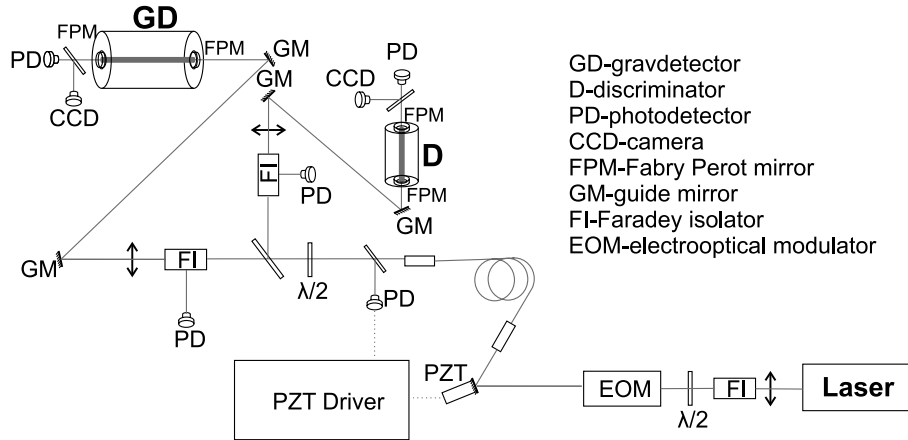 GD
FPM
FPM
GM
PD
GM
PD
CCD
CCD
FPM
D
FI
PD
FPM
GM
GM
FI
λ/2
PD
PD
PZT
PZT Driver
EOM
λ/2
FI
Laser
GD-gravdetector
D-discriminator
PD-photodetector
CCD-camera
FPM-Fabry Perot mirror
GM-guide mirror
FI-Faradey isolator
EOM-electrooptical modulator